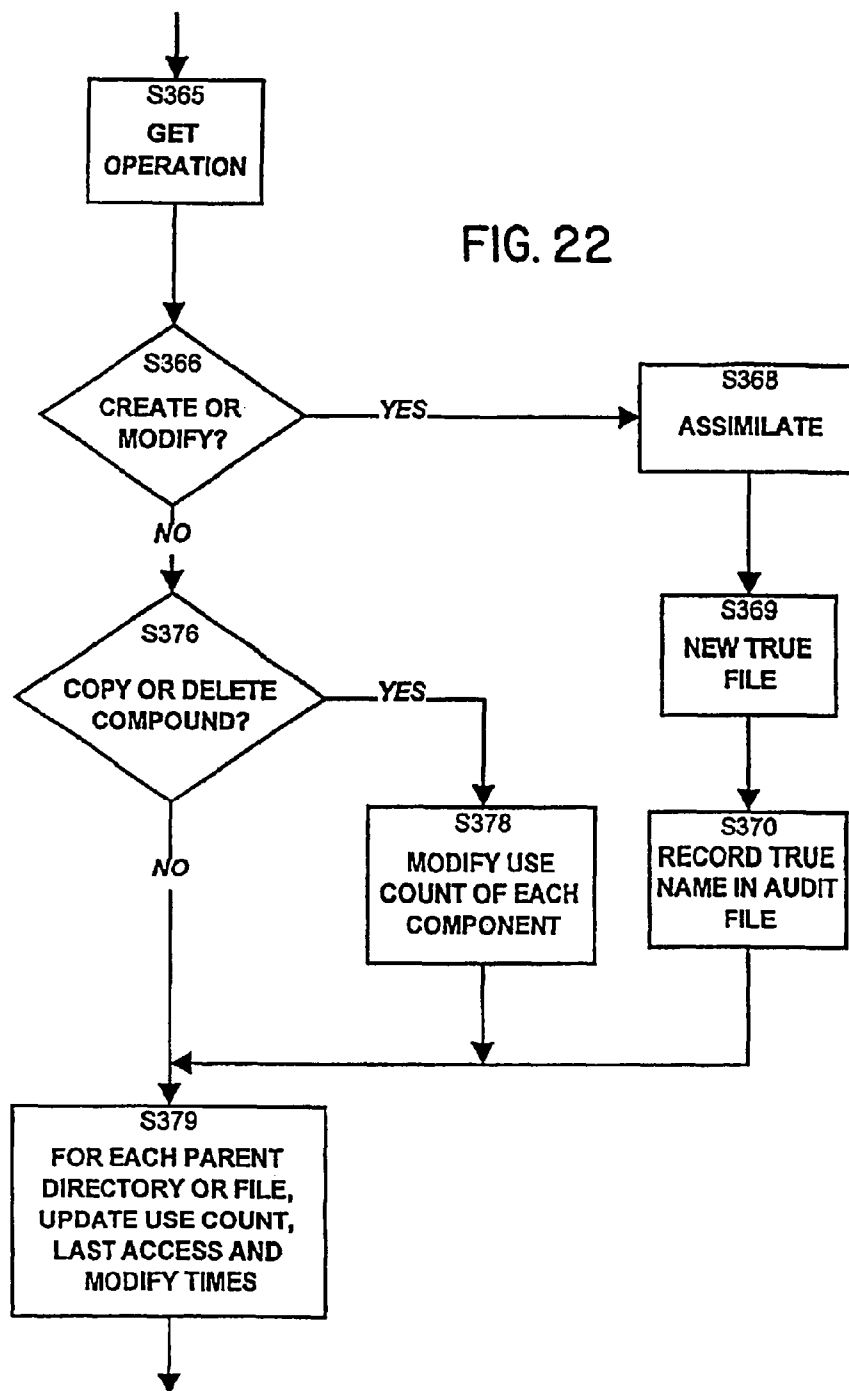 S365
GET
OPERATION
FIG. 22
S366
CREATE OR
MODIFY?
YES
S368
ASSIMILATE
NO
S369
NEW TRUE
FILE
S376
COPY OR DELETE
COMPOUND?
YES
S378
MODIFY USE
COUNT OF EACH
COMPONENT
S370
RECORD TRUE
NAME IN AUDIT
FILE
NO
S379
FOR EACH PARENT
DIRECTORY OR FILE,
UPDATE USE COUNT,
LAST ACCESS AND
MODIFY TIMES